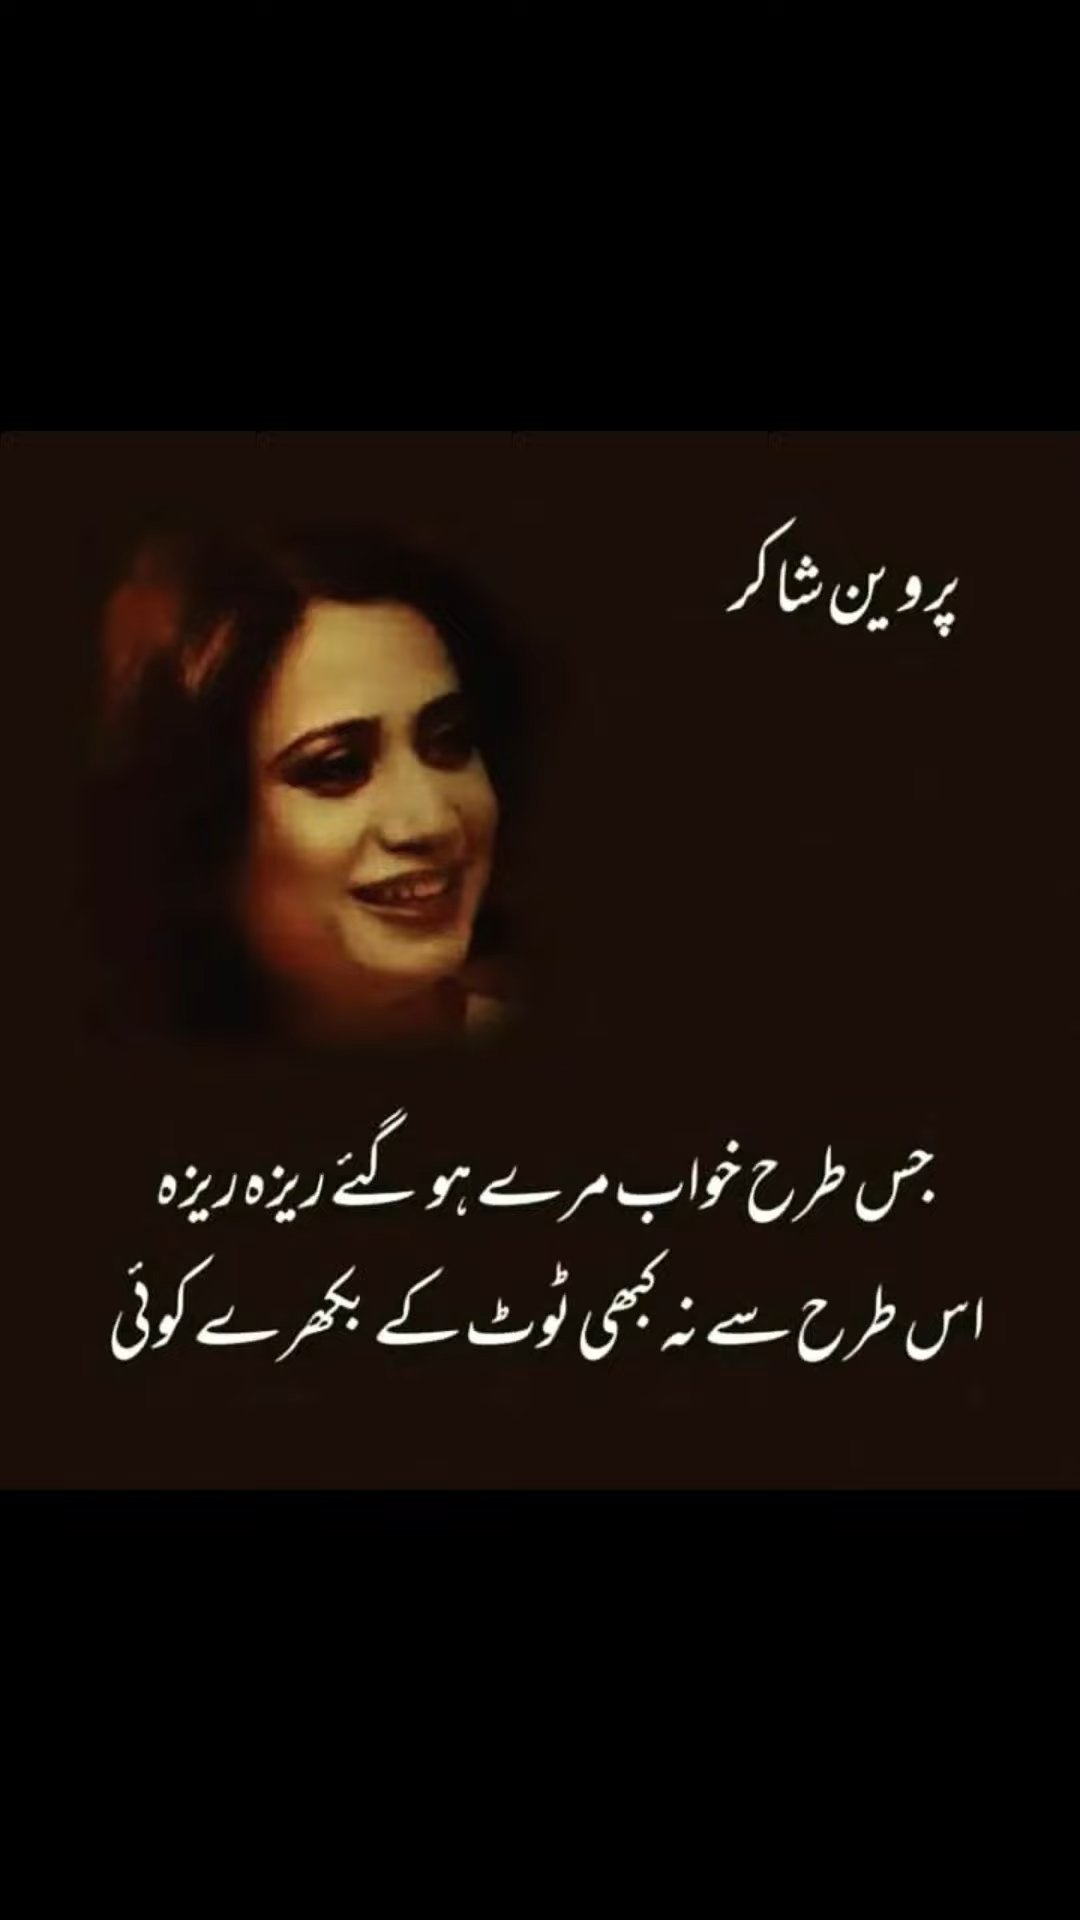 پروین شاکر
جس طرح خواب مرے ہو گئے ریزہ ریزہ
اس طرح سے نہ کبھی ٹوٹ کے بکھرے کوئی